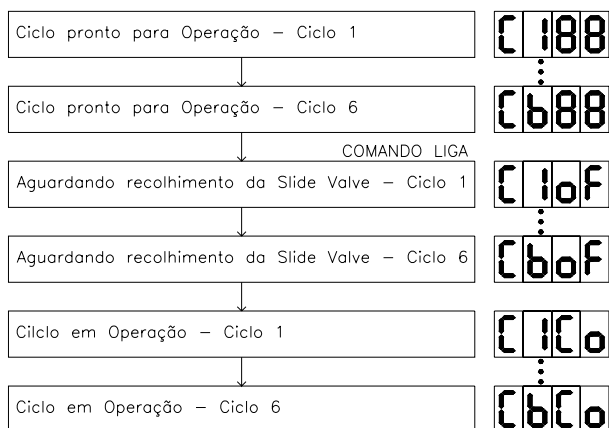 Ciclo pronto para Operação – Ciclo 1
C188
Ciclo pronto para Operação – Ciclo 6
Cb88
COMANDO LIGA
Aguardando recolhimento da Slide Valve – Ciclo 1
C1oF
Aguardando recolhimento da Slide Valve – Ciclo 6
CboF
Cilclo em Operação – Ciclo 1
C1Co
Ciclo em Operação – Ciclo 6
CbCo